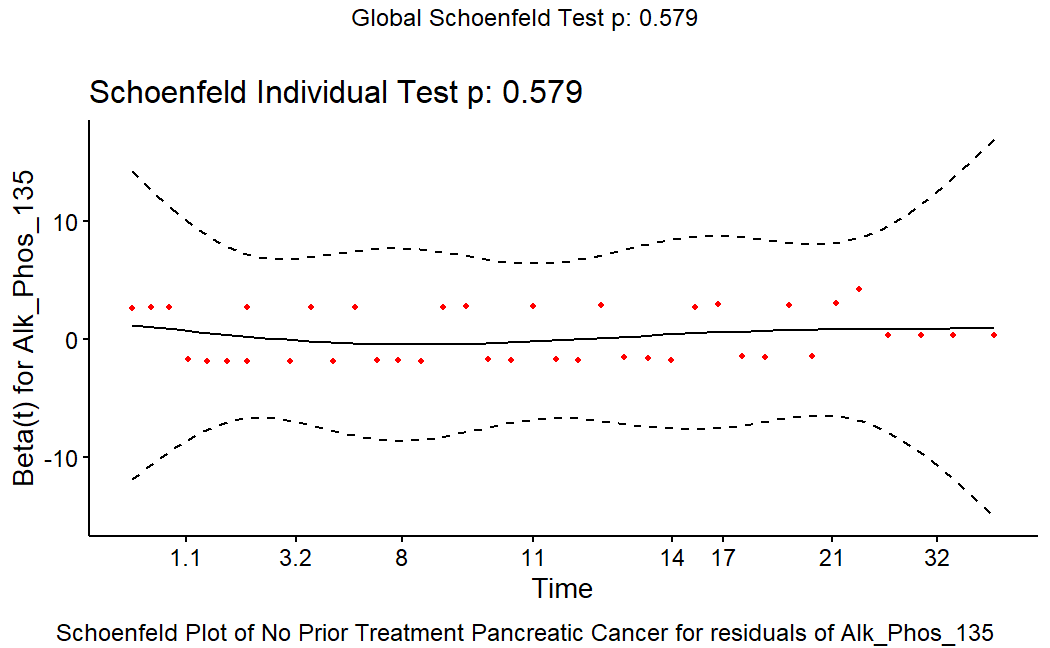 Global Schoenfeld Test p: 0.579
Schoenfeld Individual Test p: 0.579
Beta(t) for Alk_Phos_135
10
0
-10
1.1 3.2 8 11 14 17 21 32
Time
Schoenfeld Plot of No Prior Treatment Pancreatic Cancer for residuals of Alk_Phos_135